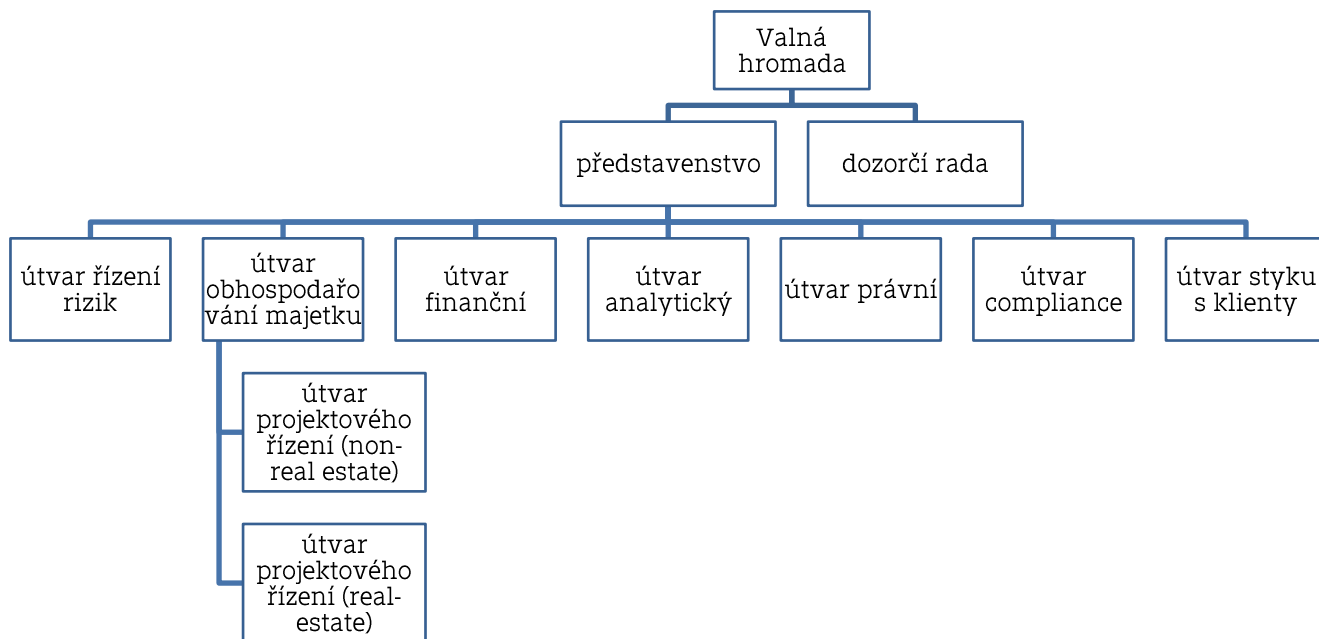 Valná
hromada
představenstvo
dozorčí rada
útvar řízení
rizik
útvar
obhospodařo
vání majetku
útvar
finanční
útvar
analytický
útvar právní
útvar
compliance
útvar styku
s klienty
útvar
projektového
řízení (non-
real estate)
útvar
projektového
řízení (real-
estate)